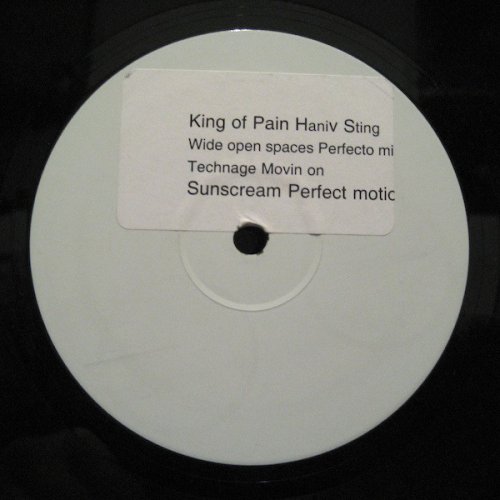 King of Pain Haniv Sting
Wide open spaces Perfecto mi
Technage Movin on
Sunscream Perfect motio